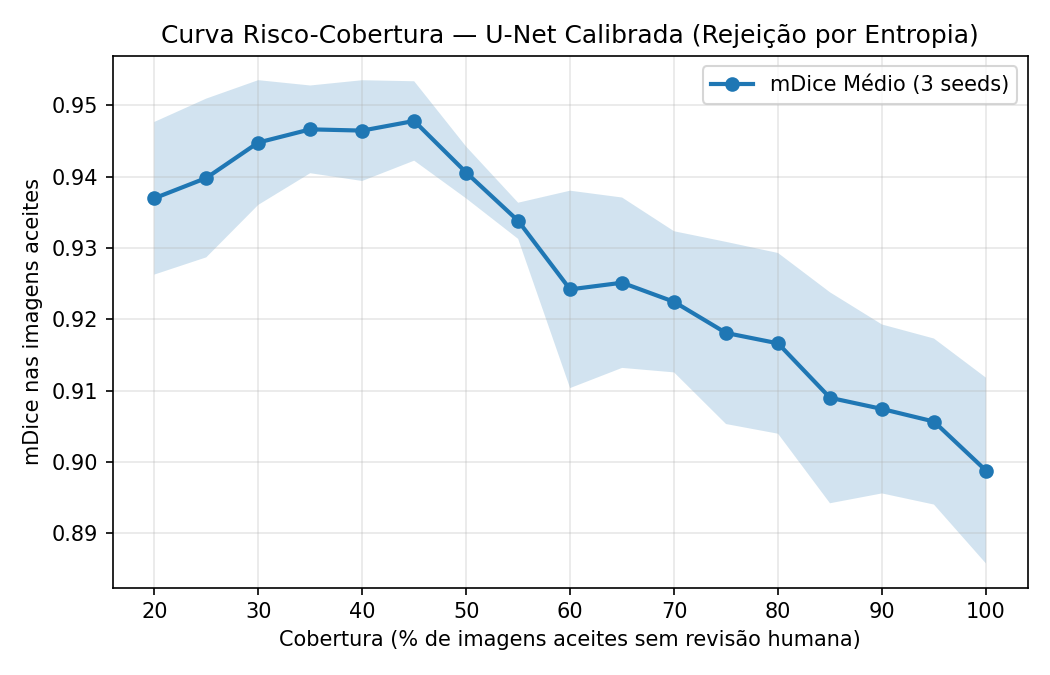 Curva Risco-Cobertura — U-Net Calibrada (Rejeição por Entropia)
mDice Médio (3 seeds)
mDice nas imagens aceites
0.95
0.94
0.93
0.92
0.91
0.90
0.89
20 30 40 50 60 70 80 90 100
Cobertura (% de imagens aceites sem revisão humana)